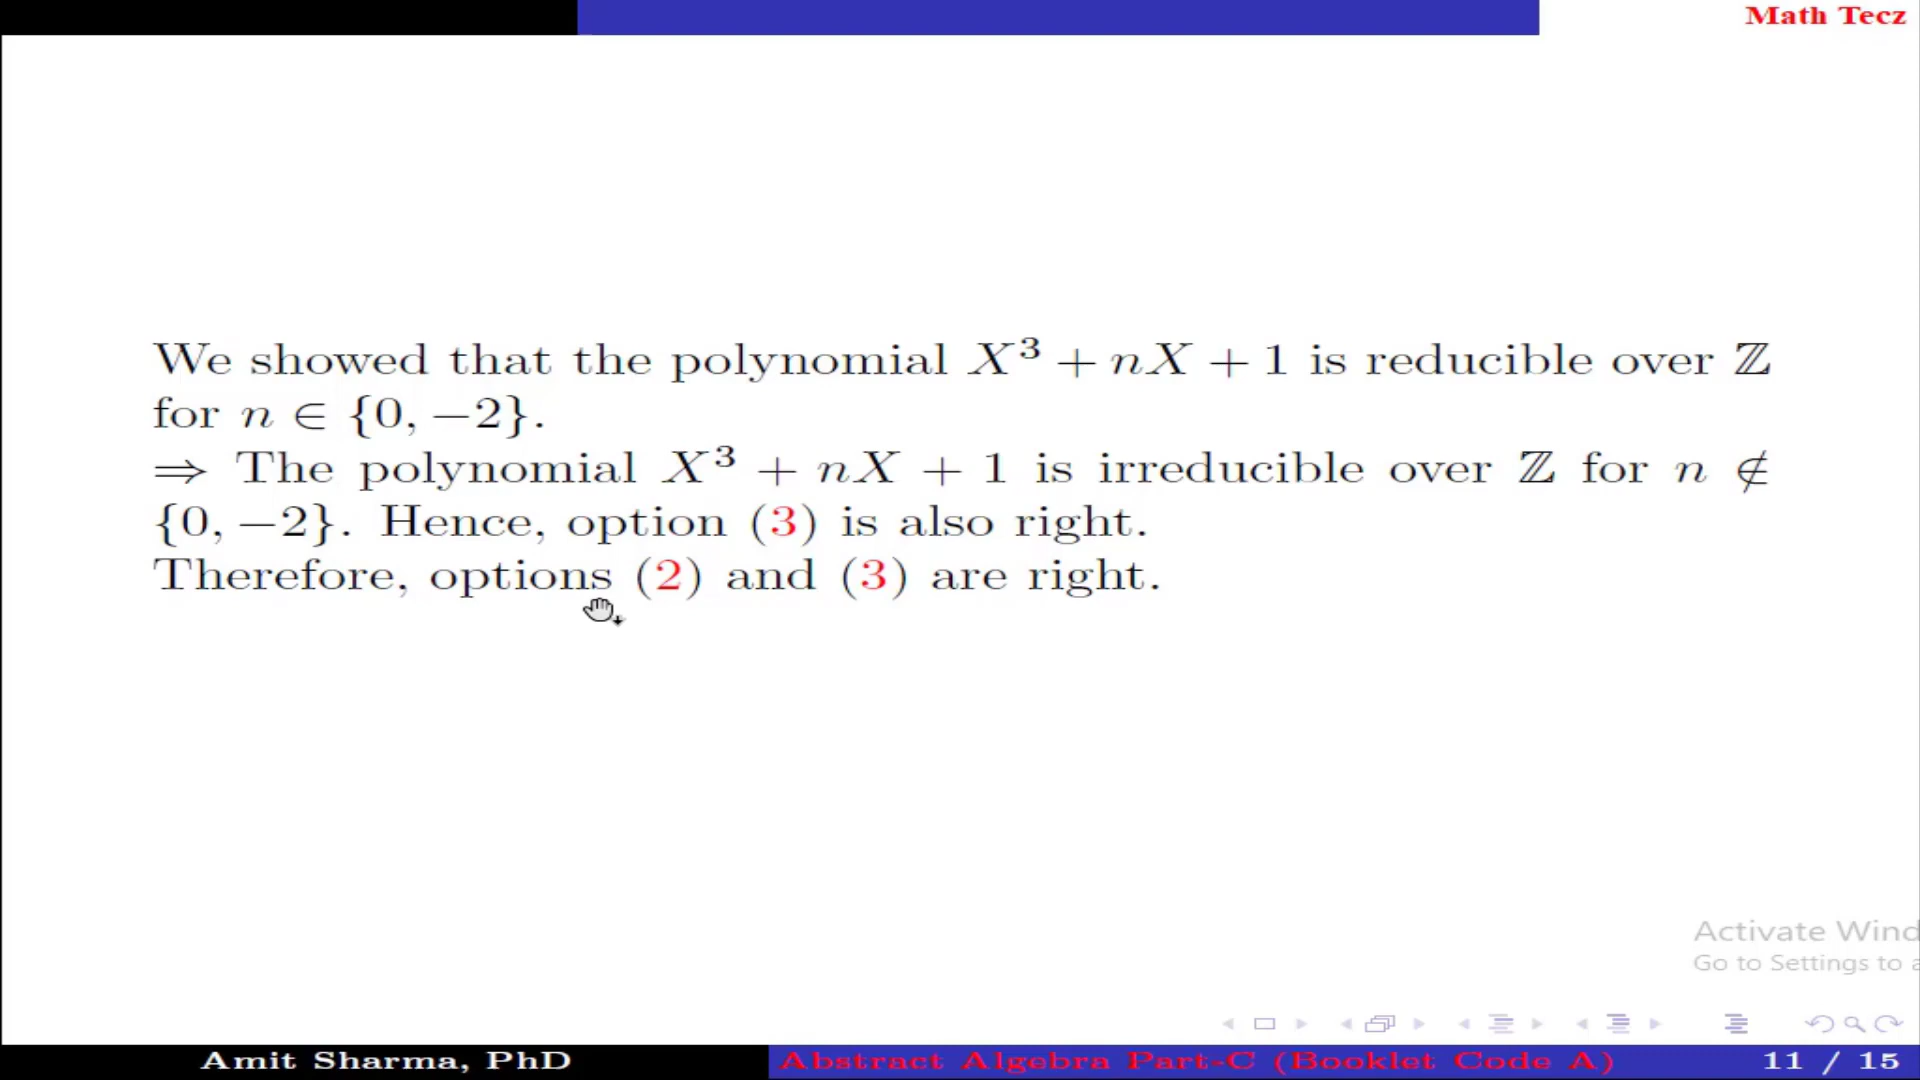 Math Tecz
We showed that the polynomial X³ + nX + 1 is reducible over ℤ
for n ∈ {0, −2}.
⇒ The polynomial X³ + nX + 1 is irreducible over ℤ for n ∉
{0, −2}. Hence, option (3) is also right.
Therefore, options (2) and (3) are right.
Activate Wind
Go to Settings to a
Amit Sharma, PhD
Abstract Algebra Part-C (Booklet Code A)
11 / 15